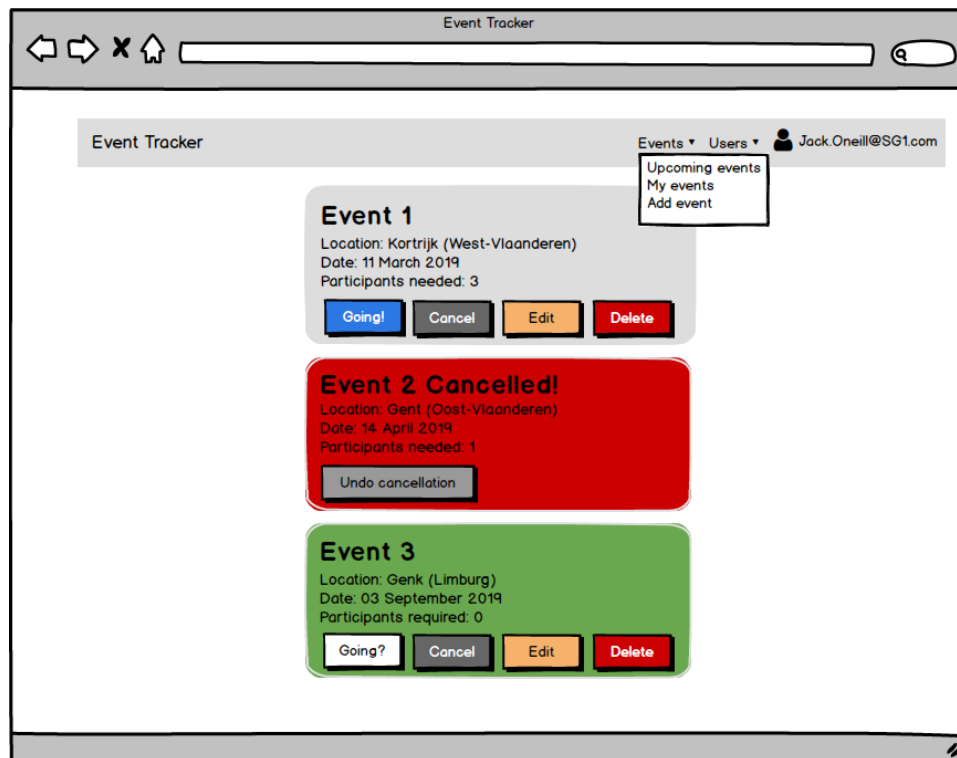 Event Tracker
Event Tracker
Events ▾ Users ▾ Jack.Oneill@SG1.com
Upcoming events
My events
Add event
Event 1
Location: Kortrijk (West-Vlaanderen)
Date: 11 March 2019
Participants needed: 3
Going! Cancel Edit Delete
Event 2 Cancelled!
Location: Gent (Oost-Vlaanderen)
Date: 14 April 2019
Participants needed: 1
Undo cancellation
Event 3
Location: Genk (Limburg)
Date: 03 September 2019
Participants required: 0
Going? Cancel Edit Delete